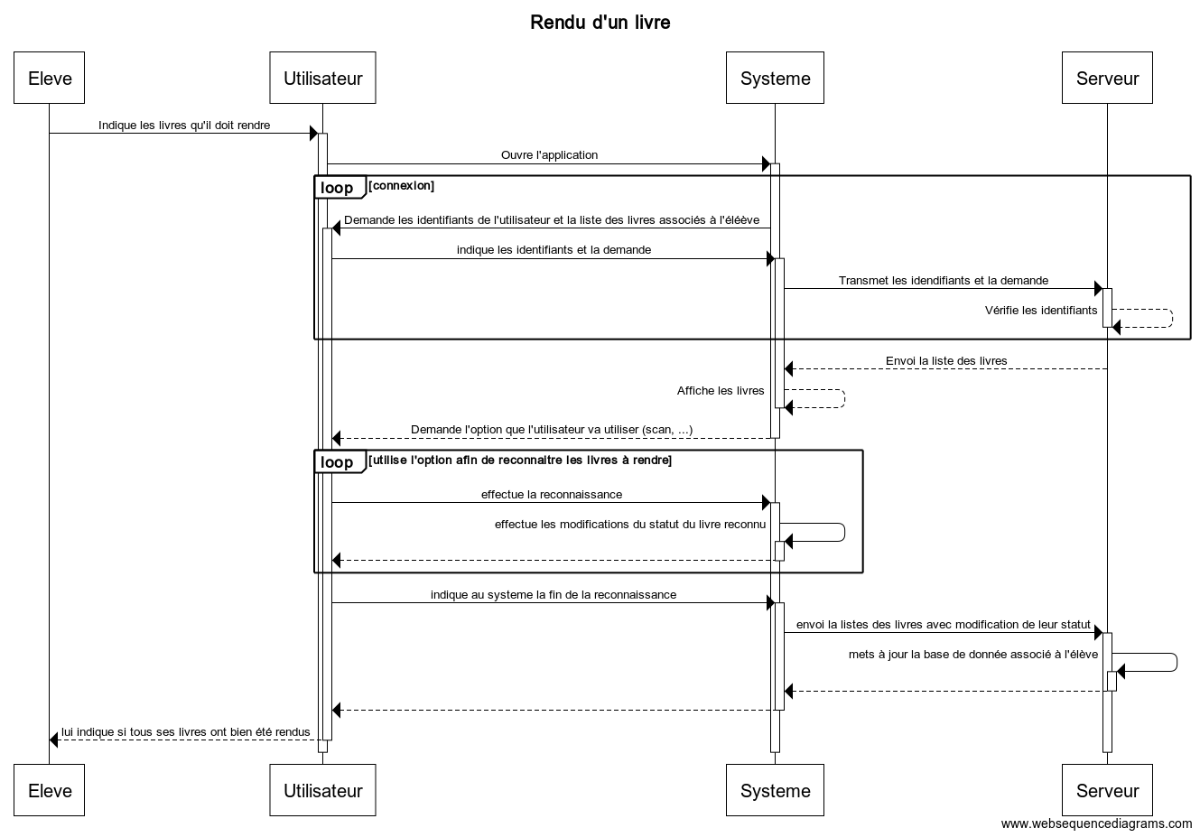 Rendu d'un livre
Eleve
Utilisateur
Systeme
Serveur
Indique les livres qu'il doit rendre
Ouvre l'application
loop [connexion]
Demande les identifiants de l'utilisateur et la liste des livres associés à l'éléève
indique les identifiants et la demande
Transmet les idendifiants et la demande
Vérifie les identifiants
Envoi la liste des livres
Affiche les livres
Demande l'option que l'utilisateur va utiliser (scan, ...)
loop [utilise l'option afin de reconnaitre les livres à rendre]
effectue la reconnaissance
effectue les modifications du statut du livre reconnu
indique au systeme la fin de la reconnaissance
envoi la listes des livres avec modification de leur statut
mets à jour la base de donnée associé à l'élève
lui indique si tous ses livres ont bien été rendus
Eleve
Utilisateur
Systeme
Serveur
www.websequencediagrams.com